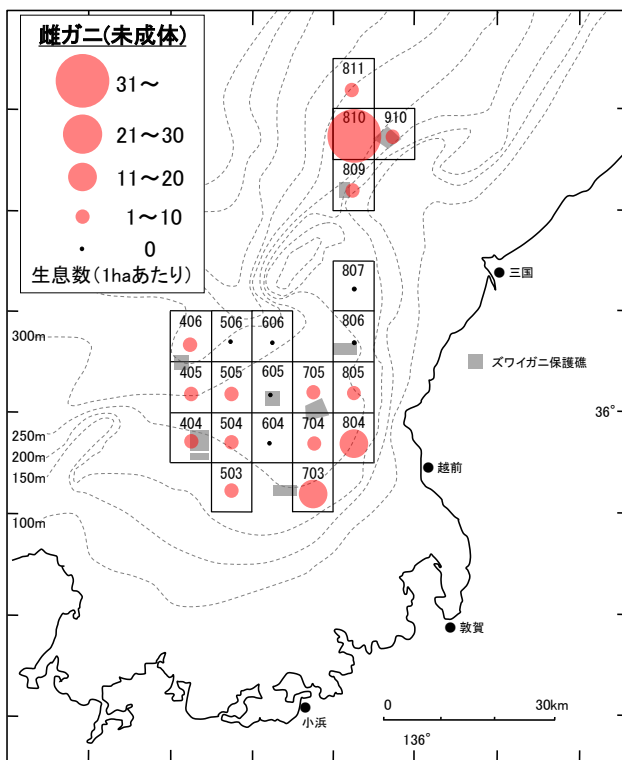 雌ガニ(未成体)
31～
21～30
11～20
1～10
0
生息数(1haあたり)
811
810
910
809
807
三国
406
506
606
806
300m
ズワイガニ保護礁
405
505
605
705
805
36°
404
504
604
704
804
250m
200m
150m
503
703
越前
100m
敦賀
小浜
0
30km
136°